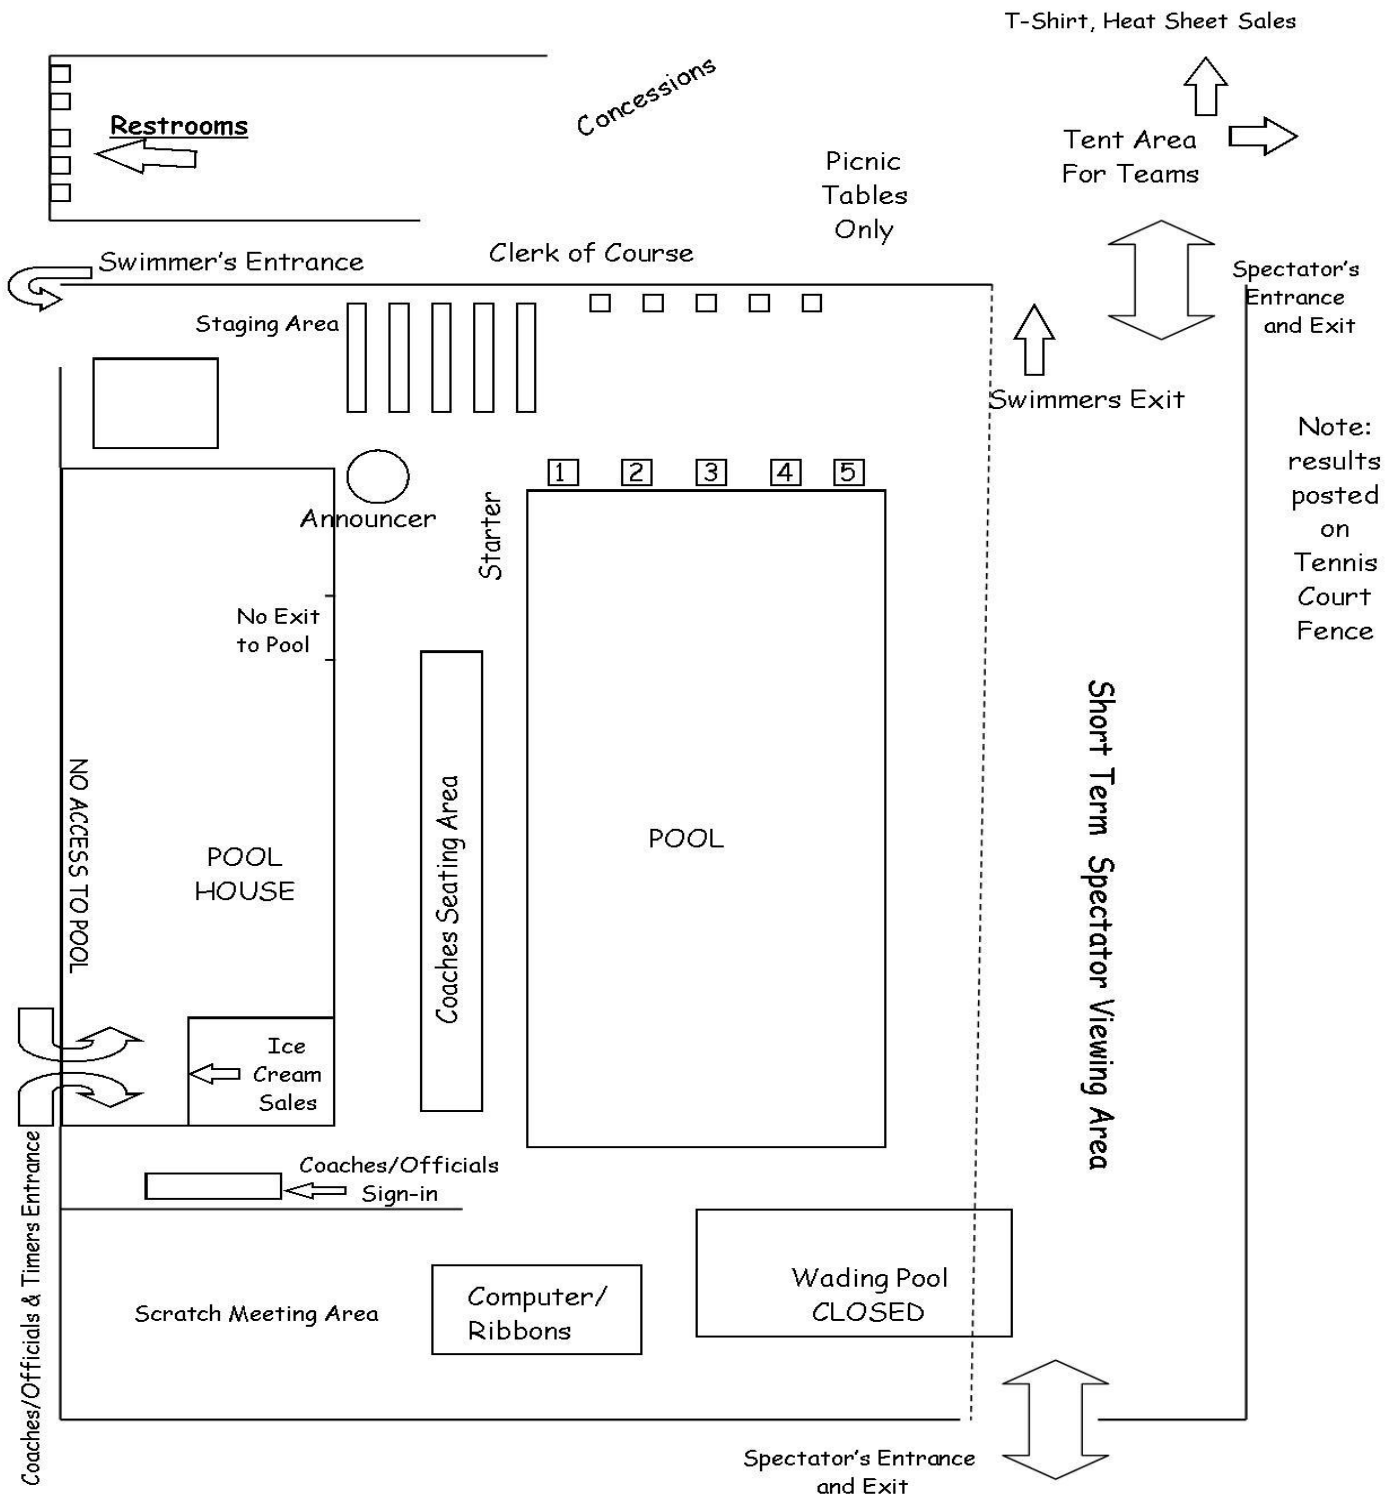 T-Shirt, Heat Sheet Sales
Concessions
Restrooms
Tent Area
For Teams
Picnic
Tables
Only
Clerk of Course
Swimmer's Entrance
Spectator's
Entrance
and Exit
Staging Area
Swimmers Exit
Note:
results
posted
on
Tennis
Court
Fence
1 2 3 4 5
Announcer
Starter
No Exit
to Pool
NO ACCESS TO POOL
POOL
HOUSE
Coaches Seating Area
POOL
Short Term Spectator Viewing Area
Ice
Cream
Sales
Coaches/Officials & Timers Entrance
Coaches/Officials
Sign-in
Scratch Meeting Area
Computer/
Ribbons
Wading Pool
CLOSED
Spectator's Entrance
and Exit